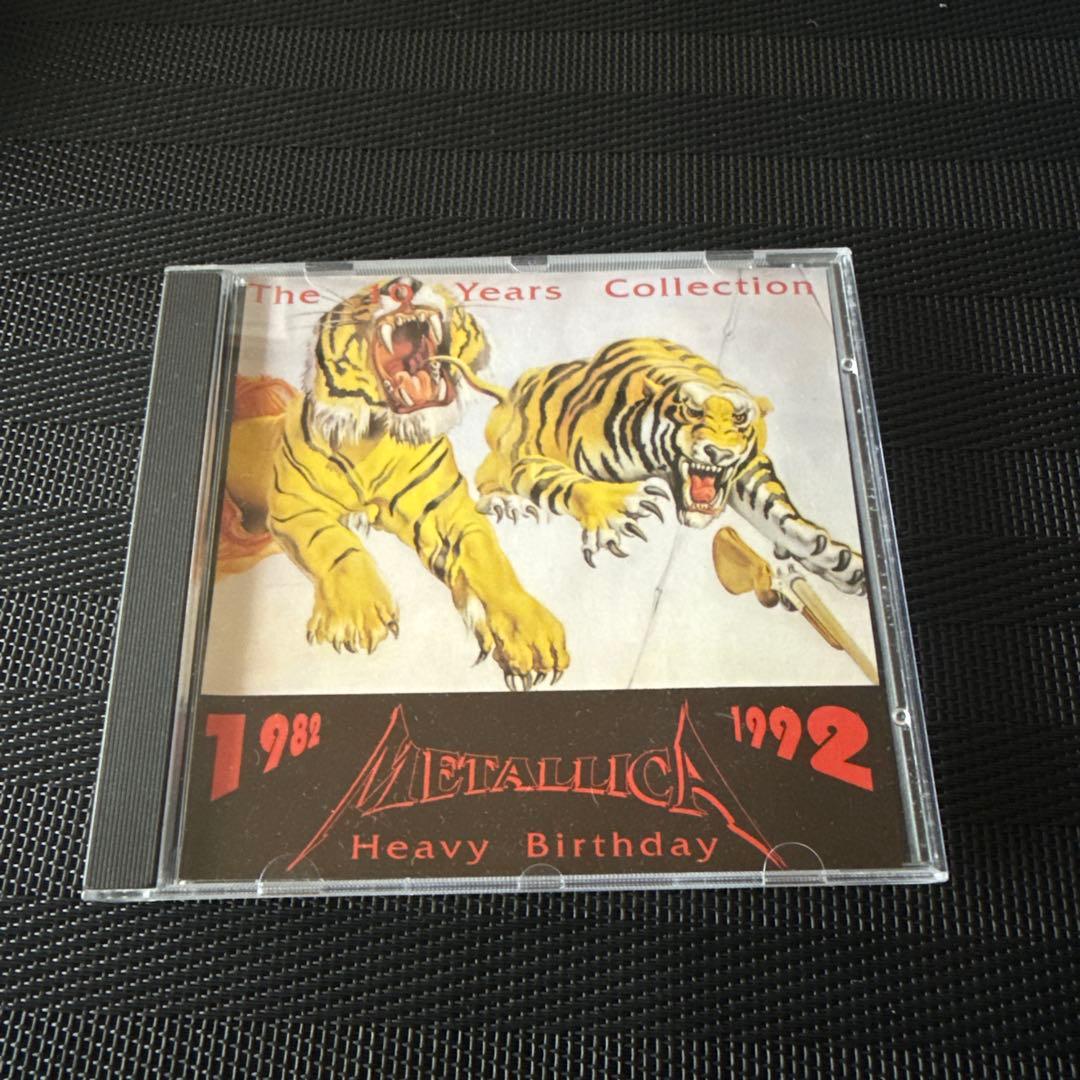 The 10 Years Collection
1982
1992
METALLICA
Heavy Birthday